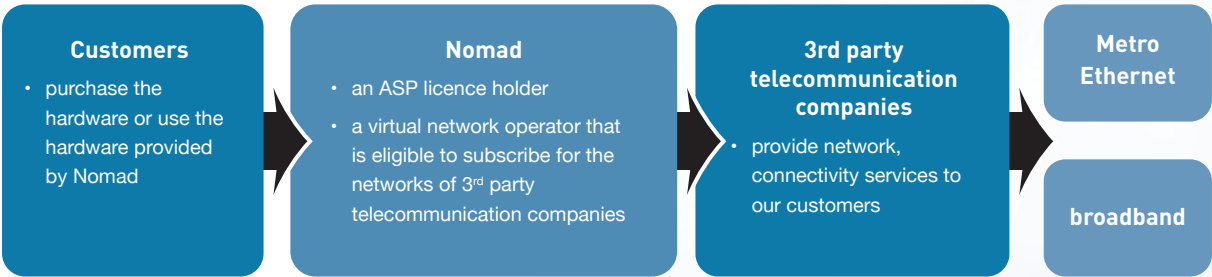 Customers
• purchase the
hardware or use the
hardware provided
by Nomad
Nomad
• an ASP licence holder
• a virtual network operator that
is eligible to subscribe for the
networks of 3rd party
telecommunication companies
3rd party
telecommunication
companies
• provide network,
connectivity services to
our customers
Metro
Ethernet
broadband